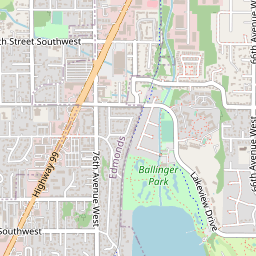 66th Avenue W
th Street Southwest
Edmonds
Highway 99
76th Avenue West
Ballinger
Park
Lakeview Drive
66th Avenue West
Southwest